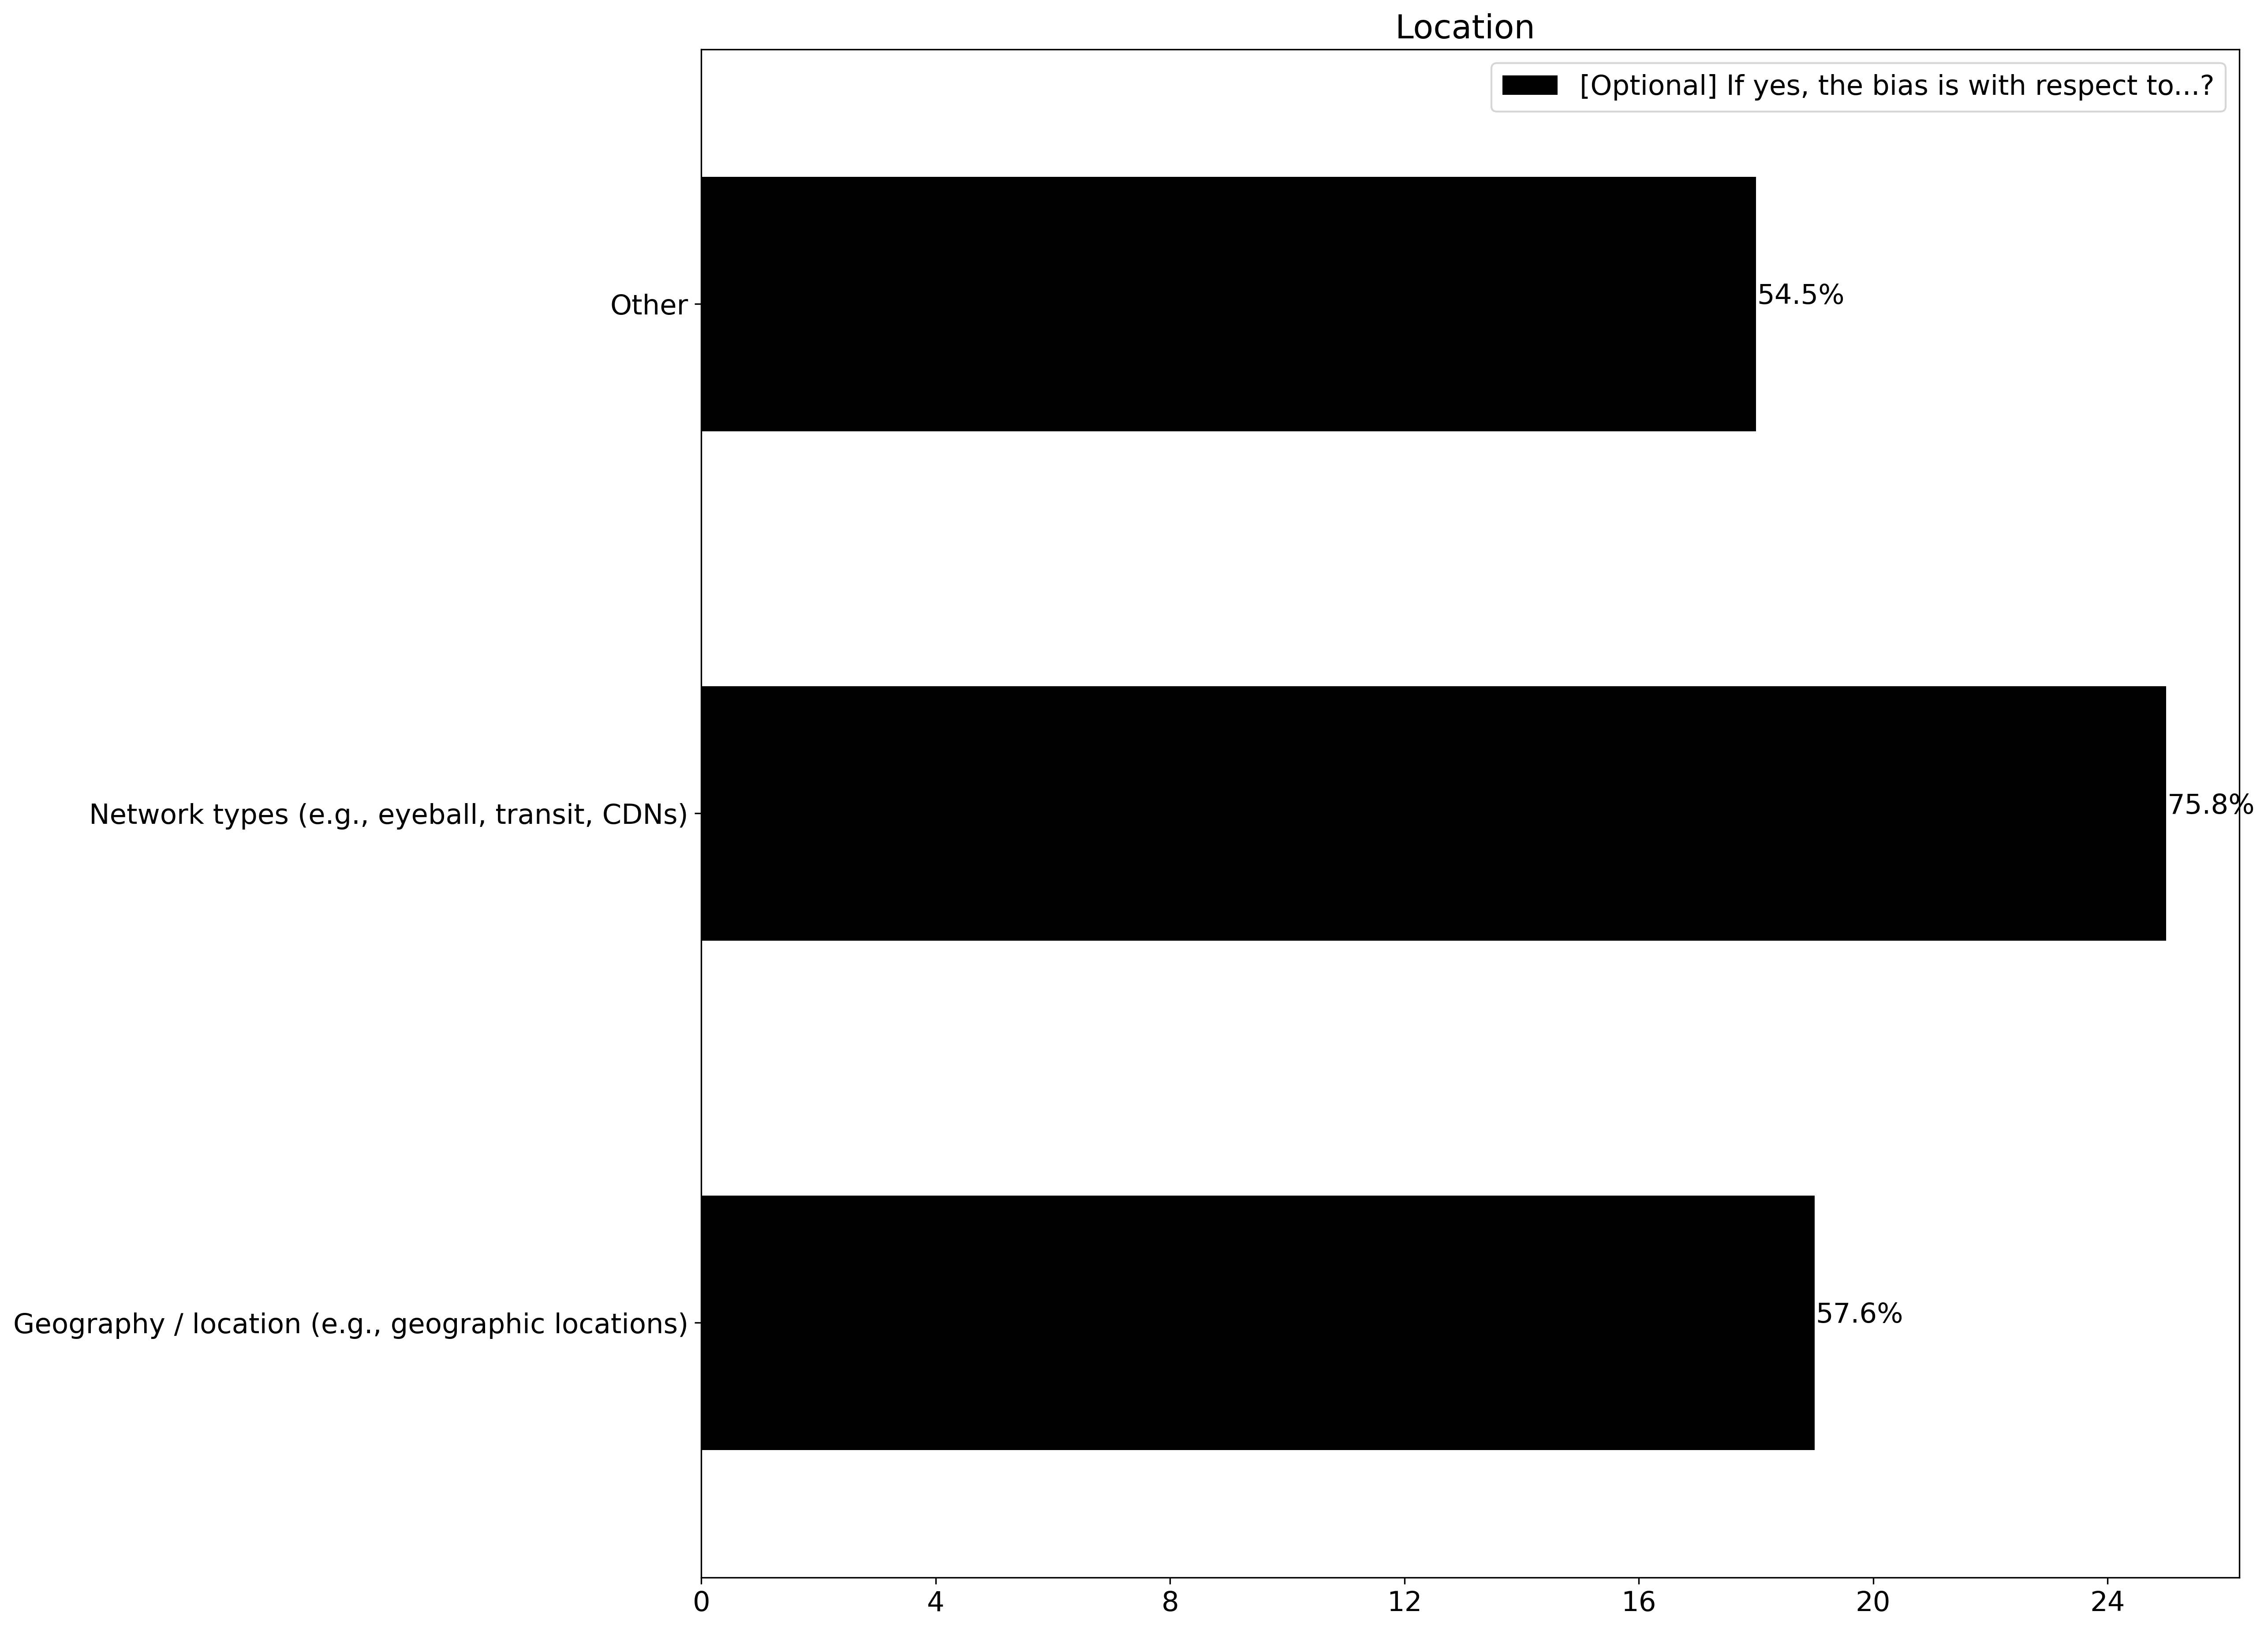 Location
[Optional] If yes, the bias is with respect to...?
Other
54.5%
Network types (e.g., eyeball, transit, CDNs)
75.8%
Geography / location (e.g., geographic locations)
57.6%
0 4 8 12 16 20 24